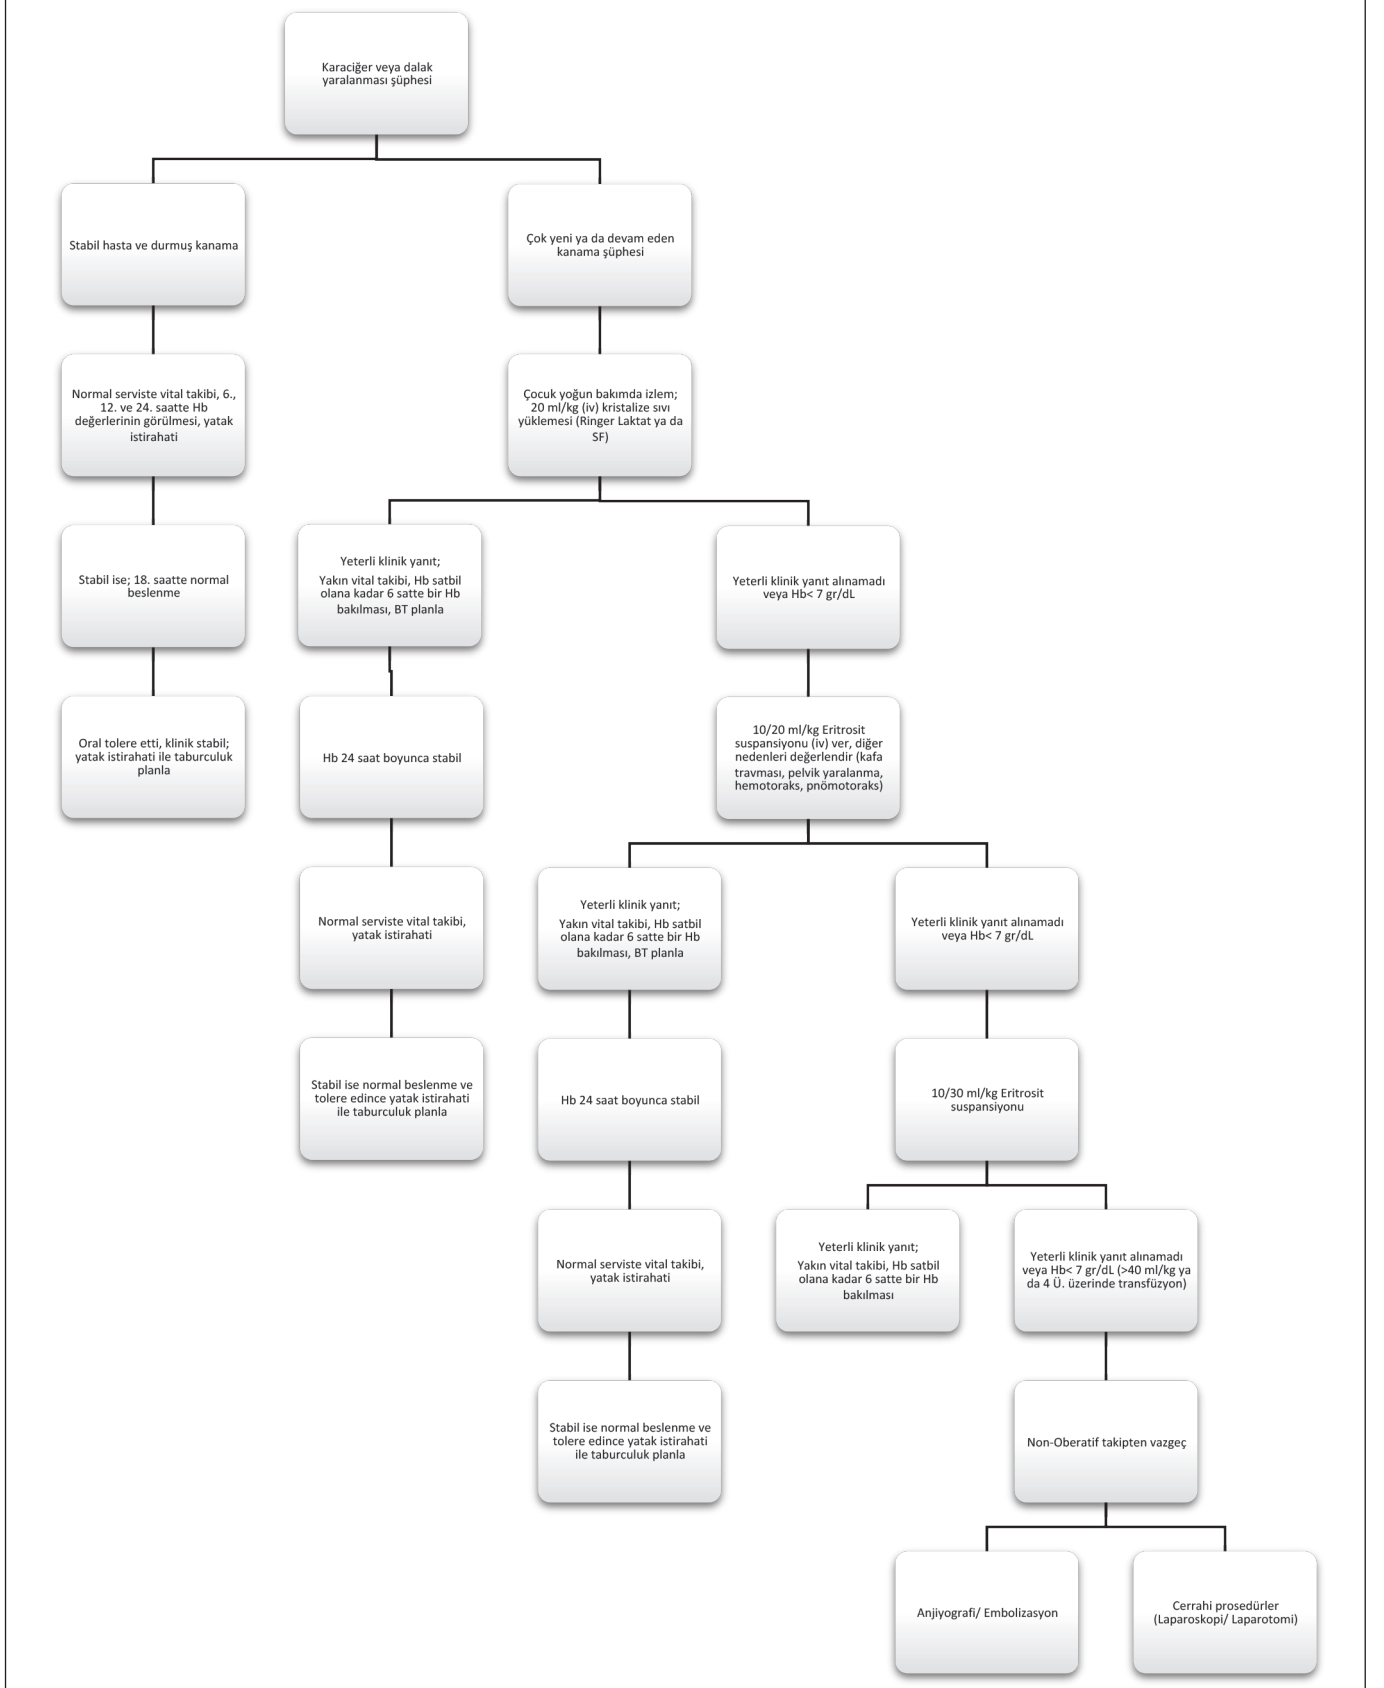 Karaciğer veya dalak
yaralanması şüphesi
Stabil hasta ve durmuş kanama
Çok yeni ya da devam eden
kanama şüphesi
Normal serviste vital takibi, 6.,
12. ve 24. saatte Hb
değerlerinin görülmesi, yatak
istirahati
Çocuk yoğun bakımda izlem;
20 ml/kg (iv) kristalize sıvı
yüklemesi (Ringer Laktat ya da
SF)
Stabil ise; 18. saatte normal
beslenme
Yeterli klinik yanıt;
Yakın vital takibi, Hb satbil
olana kadar 6 satte bir Hb
bakılması, BT planla
Yeterli klinik yanıt alınamadı
veya Hb< 7 gr/dL
Oral tolere etti, klinik stabil;
yatak istirahati ile taburculuk
planla
Hb 24 saat boyunca stabil
10/20 ml/kg Eritrosit
suspansiyonu (iv) ver, diğer
nedenleri değerlendir (kafa
travması, pelvik yaralanma,
hemotoraks, pnömotoraks)
Normal serviste vital takibi,
yatak istirahati
Yeterli klinik yanıt;
Yakın vital takibi, Hb satbil
olana kadar 6 satte bir Hb
bakılması, BT planla
Yeterli klinik yanıt alınamadı
veya Hb< 7 gr/dL
Stabil ise normal beslenme ve
tolere edince yatak istirahati
ile taburculuk planla
Hb 24 saat boyunca stabil
10/30 ml/kg Eritrosit
suspansiyonu
Normal serviste vital takibi,
yatak istirahati
Yeterli klinik yanıt;
Yakın vital takibi, Hb satbil
olana kadar 6 satte bir Hb
bakılması
Yeterli klinik yanıt alınamadı
veya Hb< 7 gr/dL (>40 ml/kg ya
da 4 Ü. üzerinde transfüzyon)
Stabil ise normal beslenme ve
tolere edince yatak istirahati
ile taburculuk planla
Non-Oberatif takipten vazgeç
Anjiyografi/ Embolizasyon
Cerrahi prosedürler
(Laparoskopi/ Laparotomi)